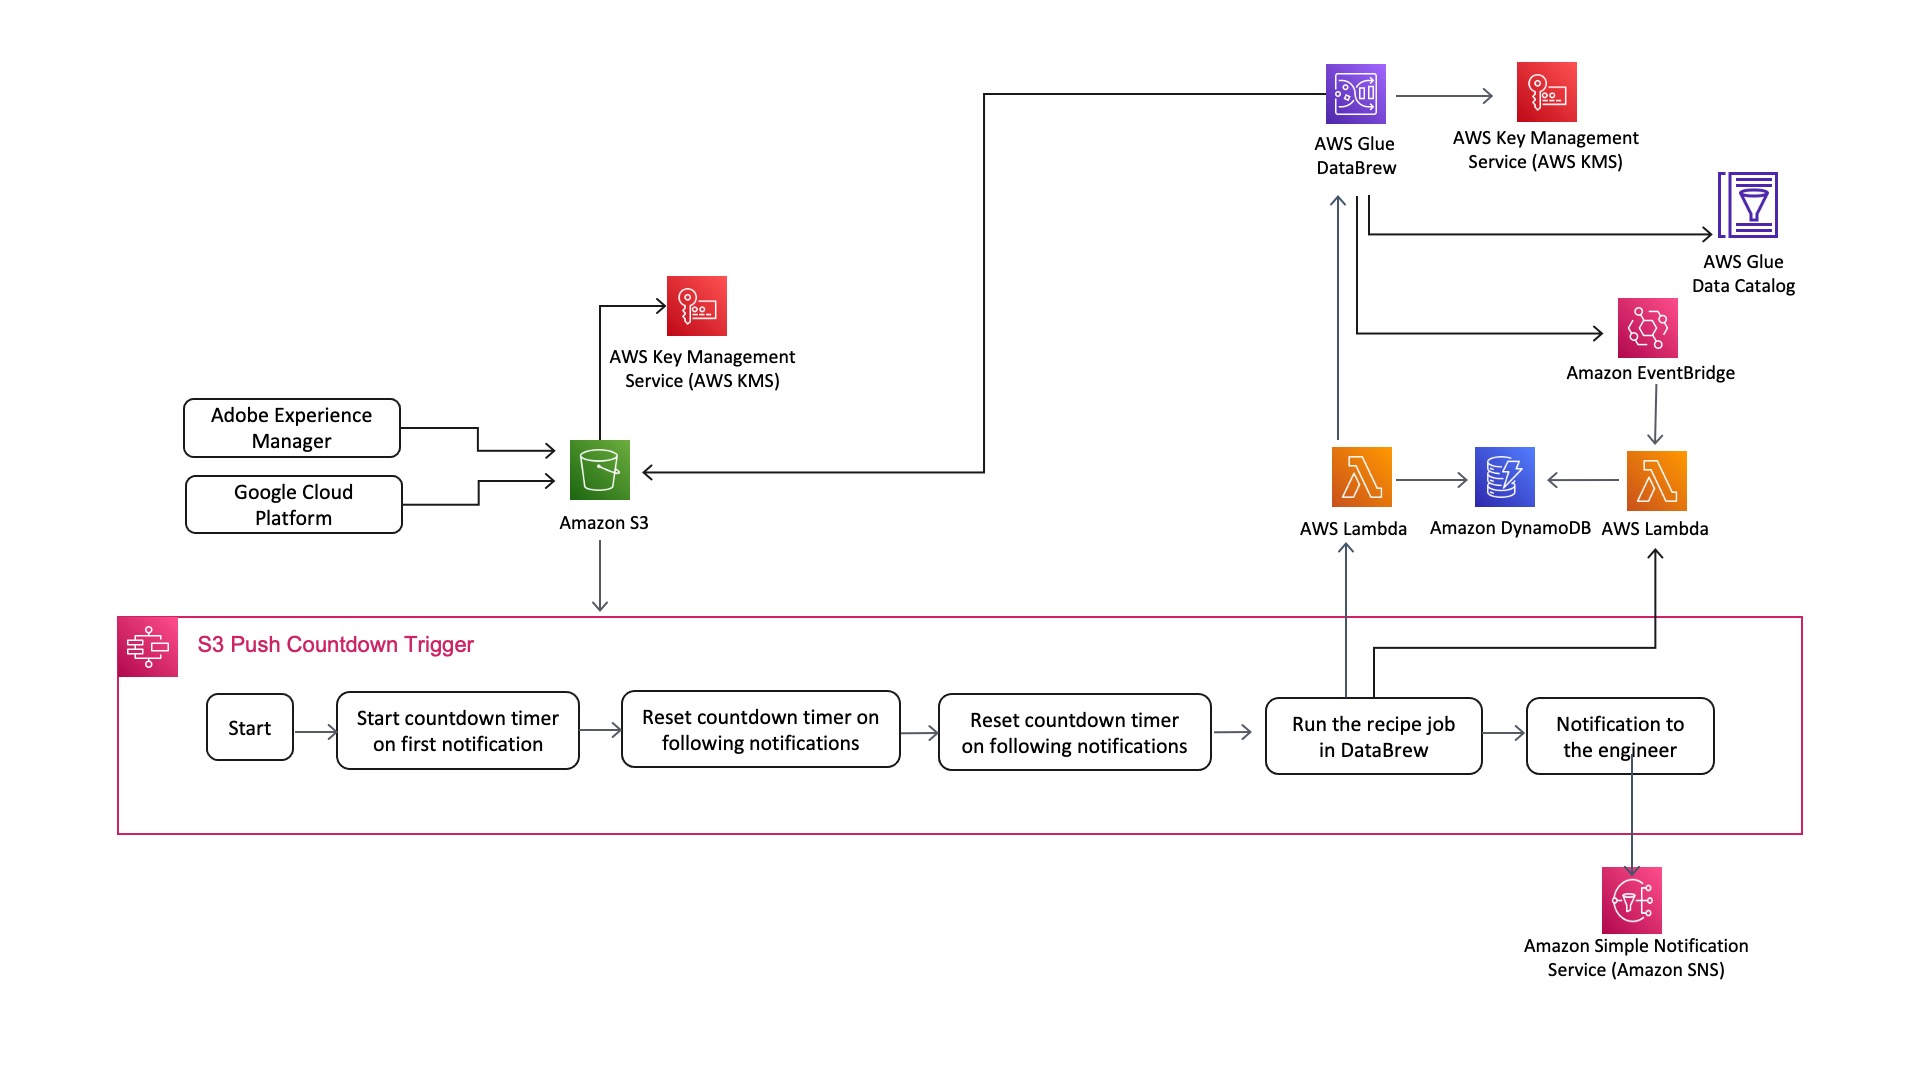 AWS Glue
DataBrew
AWS Key Management
Service (AWS KMS)
AWS Glue
Data Catalog
AWS Key Management
Service (AWS KMS)
Amazon EventBridge
Adobe Experience
Manager
Google Cloud
Platform
Amazon S3
AWS Lambda
Amazon DynamoDB
AWS Lambda
S3 Push Countdown Trigger
Start
Start countdown timer
on first notification
Reset countdown timer on
following notifications
Reset countdown timer
on following notifications
Run the recipe job
in DataBrew
Notification to
the engineer
Amazon Simple Notification
Service (Amazon SNS)